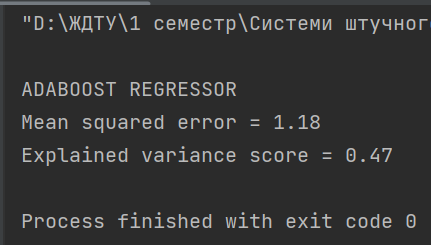 "D:\ЖДТУ\1 семестр\Системи штучног
ADABOOST REGRESSOR
Mean squared error = 1.18
Explained variance score = 0.47
Process finished with exit code 0